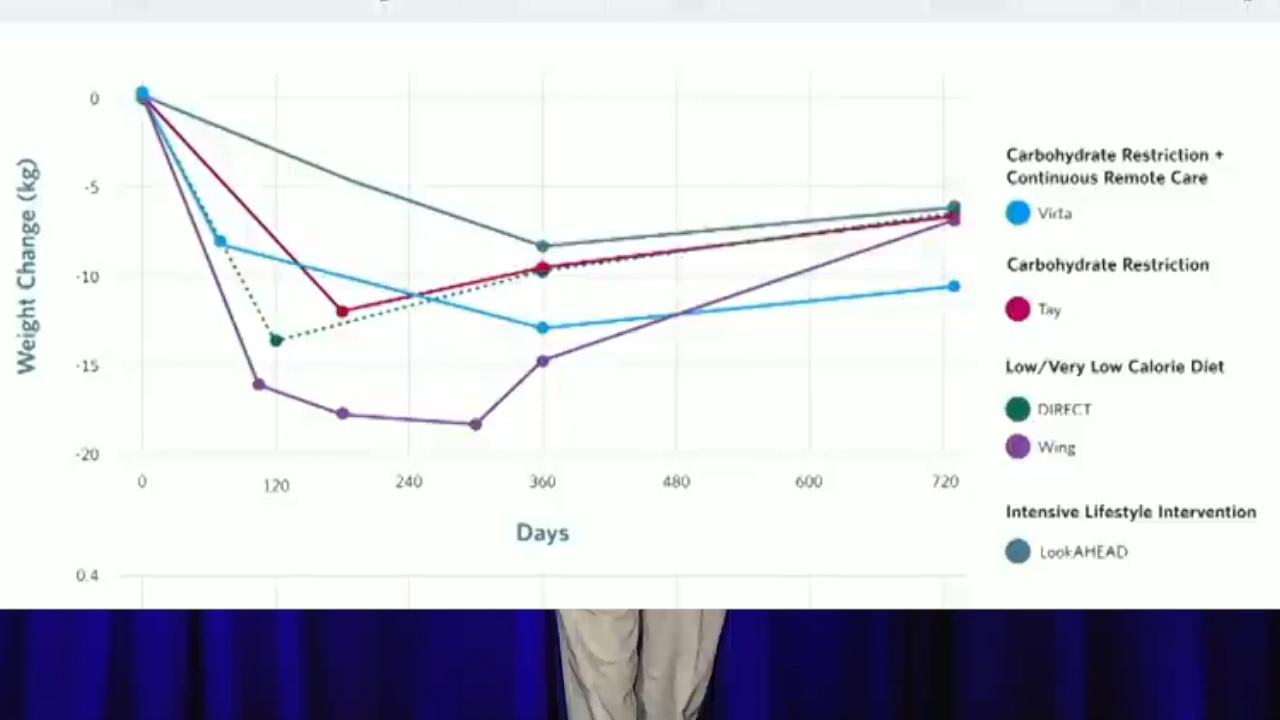 Weight Change (kg)
0
-5
-10
-15
-20
0
120
240
360
480
600
720
Days
0.4
Carbohydrate Restriction +
Continuous Remote Care
Virta
Carbohydrate Restriction
Tay
Low/Very Low Calorie Diet
DIRECT
Wing
Intensive Lifestyle Intervention
LookAHEAD